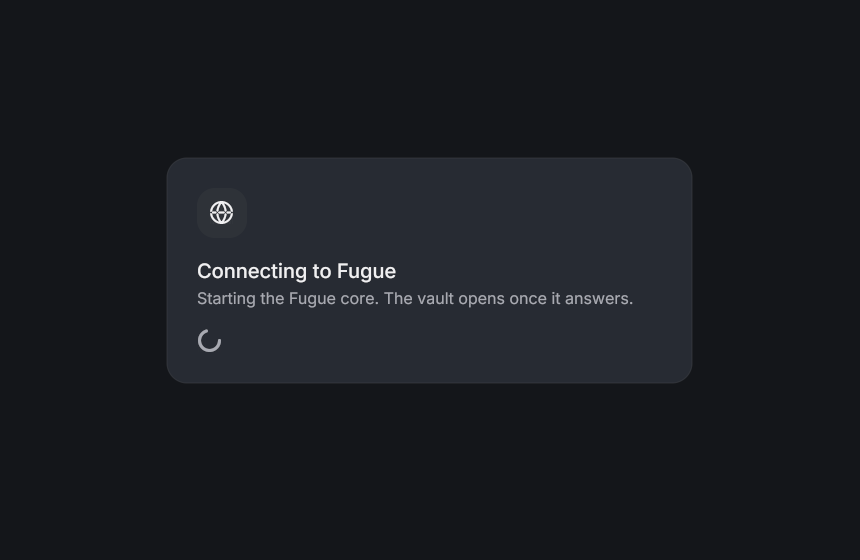 Connecting to Fugue
Starting the Fugue core. The vault opens once it answers.